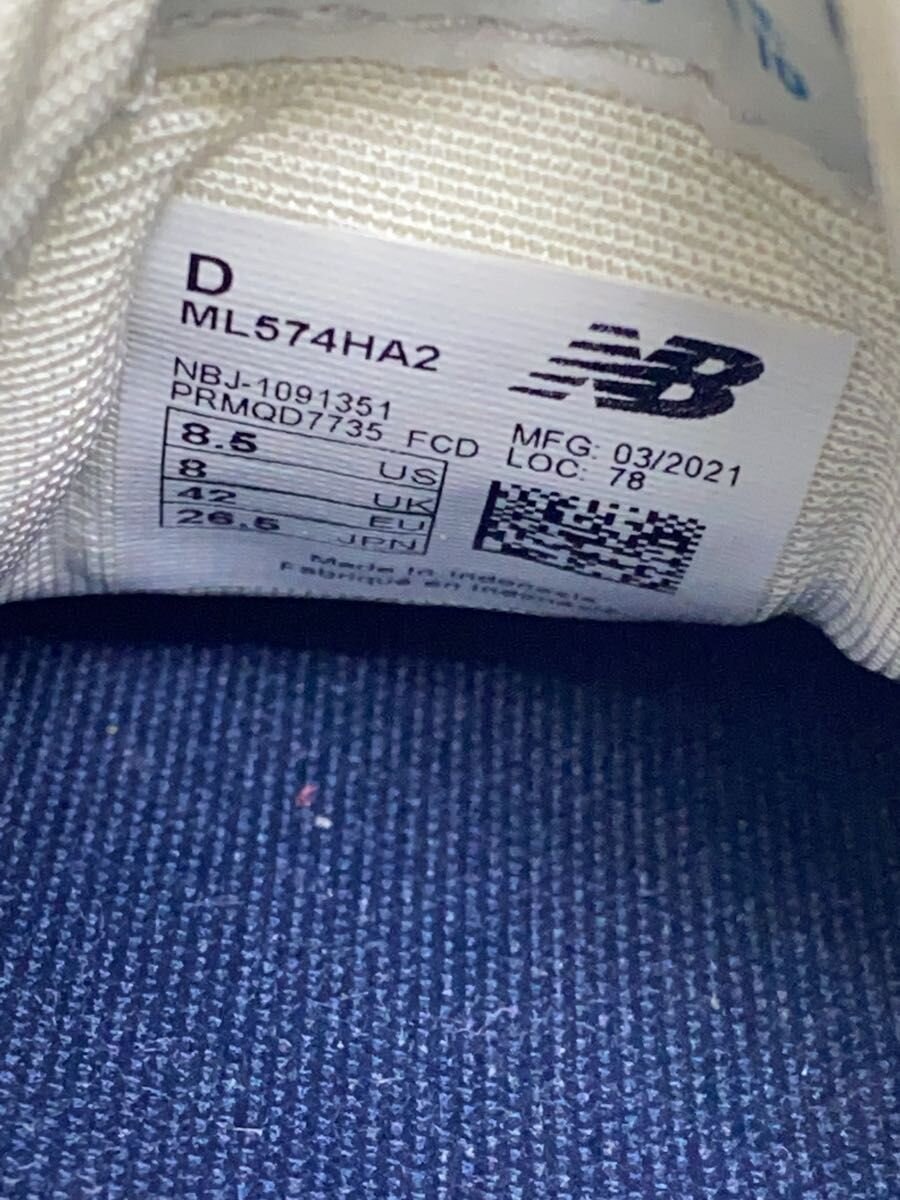 D
ML574HA2
NBJ-1091351
PRMQD7735 FCD
8.5 US
8 UK
42 EU
26.5 JPN
NB
MFG: 03/2021
LOC: 78
Made in Indonesia
Fabriqué en Indonésie